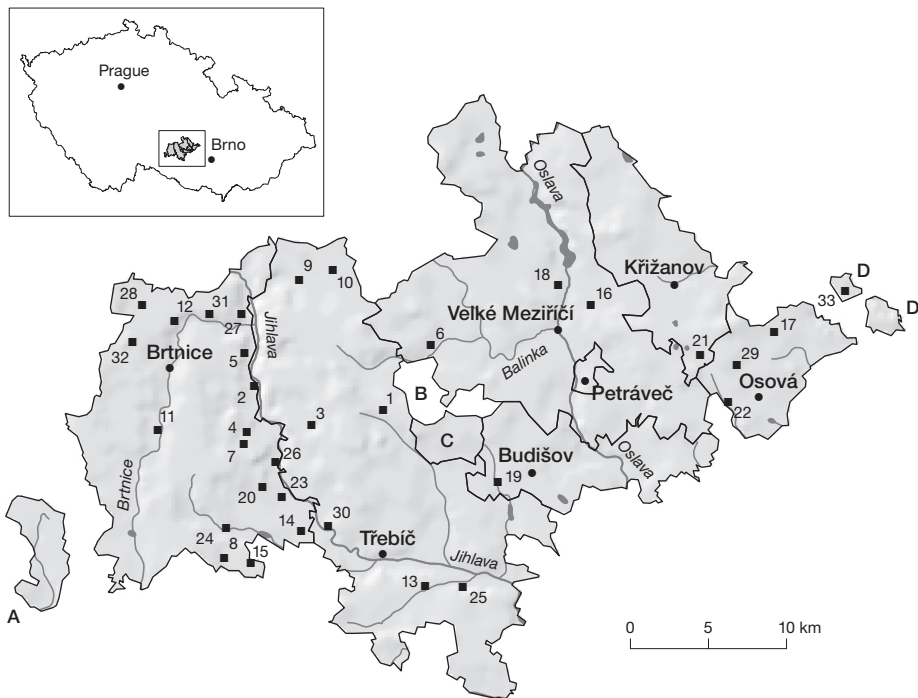 Prague
Brno
Oslava
9
10
18
Křižanov
D
28
12
31
16
33
D
27
Jihlava
Velké Meziříčí
17
32
Brtnice
5
6
Balinka
21
29
2
B
Petráveč
Osová
1
22
11
3
4
C
7
26
Budišov
Oslava
Brtnice
20
23
19
14
30
Třebíč
24
8
15
Jihlava
13
25
A
0
5
10 km